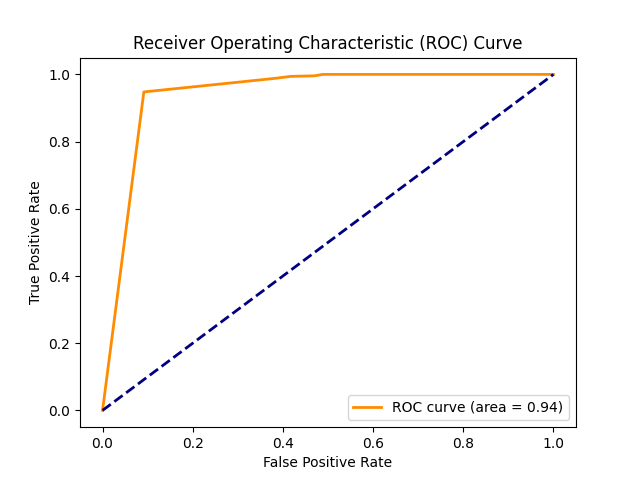 Receiver Operating Characteristic (ROC) Curve
1.0
0.8
0.6
0.4
0.2
0.0
True Positive Rate
ROC curve (area = 0.94)
0.0 0.2 0.4 0.6 0.8 1.0
False Positive Rate